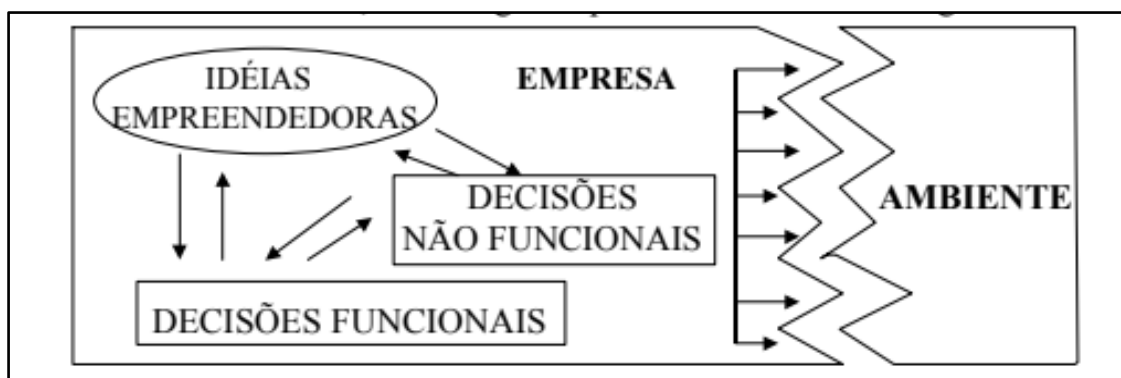 IDÉIAS
EMPREENDEDORAS
EMPRESA
DECISÕES
NÃO FUNCIONAIS
AMBIENTE
DECISÕES FUNCIONAIS